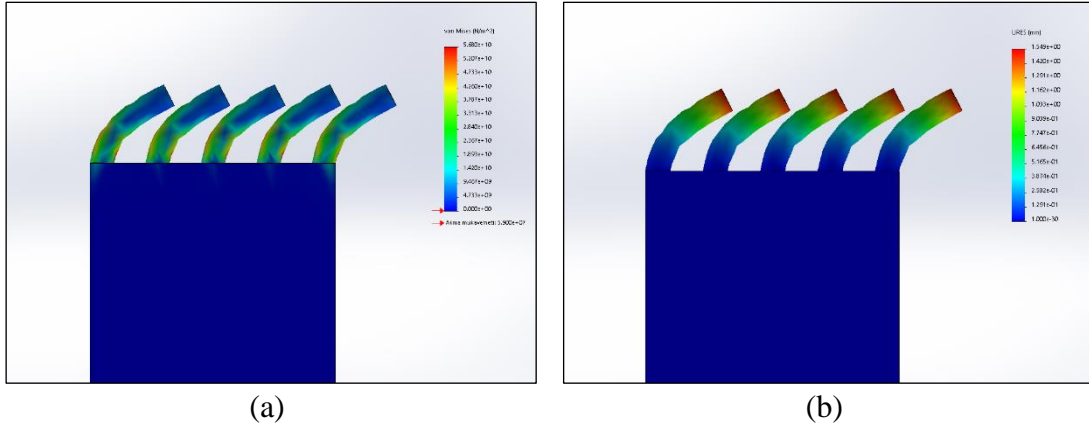 von Mises (N/m^2)
5.680e+10
5.207e+10
4.733e+10
4.260e+10
3.787e+10
3.313e+10
2.840e+10
2.367e+10
1.893e+10
1.420e+10
9.467e+09
4.733e+09
0.000e+00
Akma mukavemeti: 5.500e+07
URES (mm)
1.549e+00
1.420e+00
1.291e+00
1.162e+00
1.033e+00
9.039e-01
7.747e-01
6.456e-01
5.165e-01
3.874e-01
2.582e-01
1.291e-01
1.000e-30
(a)
(b)